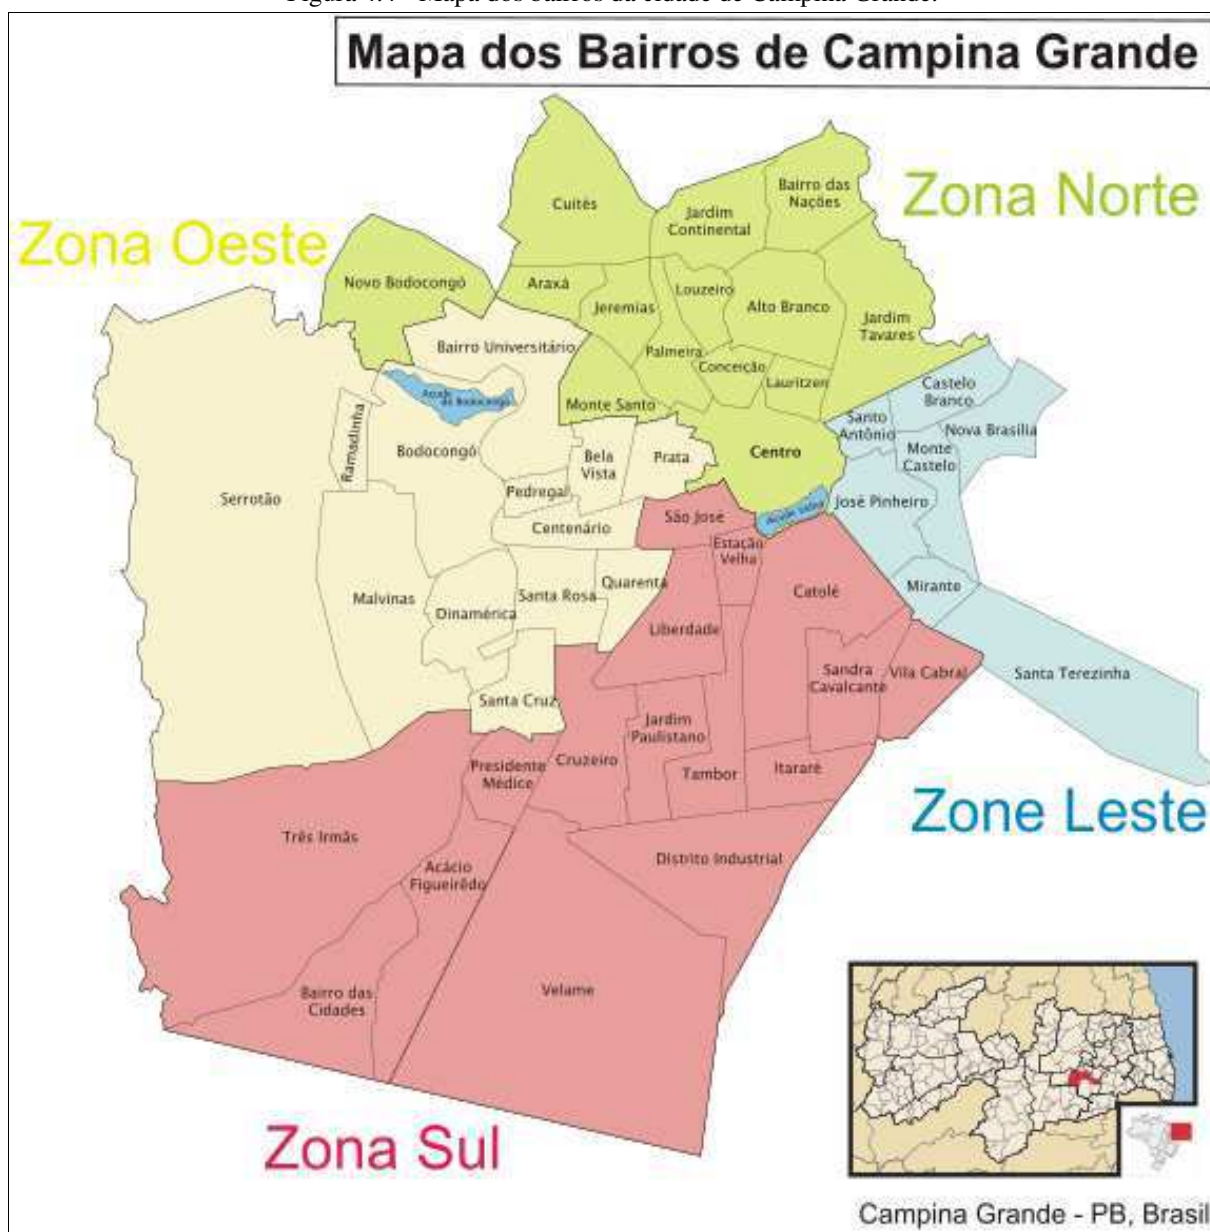 Mapa dos Bairros de Campina Grande
Zona Norte
Zona Oeste
Cuités
Bairro das
Nações
Jardim
Continental
Novo Bodocongó
Araxá
Jeremias
Louzeiro
Alto Branco
Jardim
Tavares
Bairro Universitário
Palmeira
Conceição
Lauritzen
Castelo
Branco
Açude
de Bodocongó
Monte Santo
Santo
Antônio
Nova Brasília
Ramadinha
Bodocongó
Bela
Vista
Prata
Centro
Monte
Castelo
Serrotão
Pedregal
José Pinheiro
Centenário
São José
Açude Velho
Estação
Velha
Malvinas
Dinamérica
Santa Rosa
Quarenta
Catolé
Mirante
Liberdade
Sandra
Cavalcante
Vila Cabral
Santa Terezinha
Santa Cruz
Jardim
Paulistano
Presidente
Médice
Cruzeiro
Tambor
Itararé
Zone Leste
Três Irmãs
Acácio
Figueirêdo
Distrito Industrial
Bairro das
Cidades
Velame
Zona Sul
Campina Grande - PB, Brasil